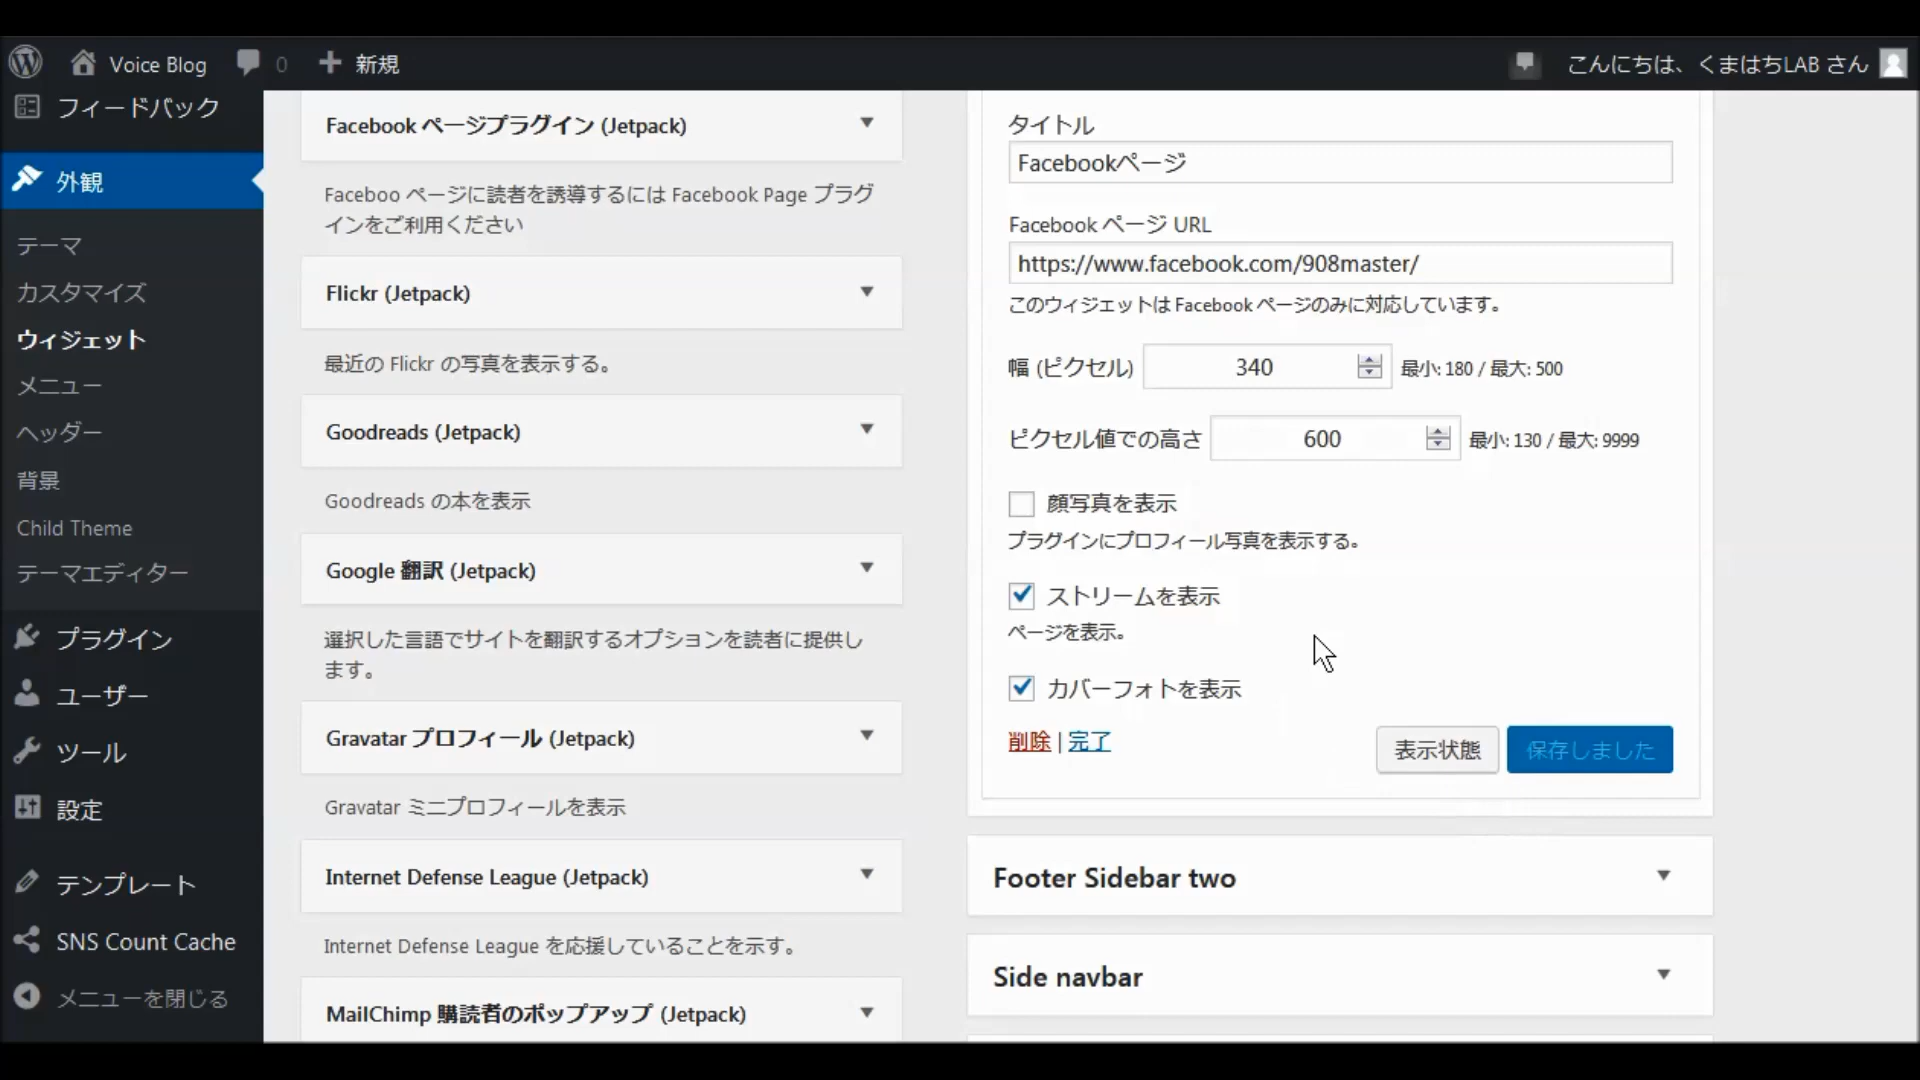 Voice Blog 0 新規 こんにちは、くまはちLAB さん
フィードバック
外観
テーマ
カスタマイズ
ウィジェット
メニュー
ヘッダー
背景
Child Theme
テーマエディター
プラグイン
ユーザー
ツール
設定
テンプレート
SNS Count Cache
メニューを閉じる
Facebook ページプラグイン (Jetpack)
Faceboo ページに読者を誘導するには Facebook Page プラグ
インをご利用ください
Flickr (Jetpack)
最近の Flickr の写真を表示する。
Goodreads (Jetpack)
Goodreads の本を表示
Google 翻訳 (Jetpack)
選択した言語でサイトを翻訳するオプションを読者に提供し
ます。
Gravatar プロフィール (Jetpack)
Gravatar ミニプロフィールを表示
Internet Defense League (Jetpack)
Internet Defense League を応援していることを示す。
MailChimp 購読者のポップアップ (Jetpack)
タイトル
Facebookページ
Facebook ページ URL
https://www.facebook.com/908master/
このウィジェットは Facebook ページのみに対応しています。
幅 (ピクセル) 340 最小: 180 / 最大: 500
ピクセル値での高さ 600 最小: 130 / 最大: 9999
顔写真を表示
プラグインにプロフィール写真を表示する。
ストリームを表示
ページを表示。
カバーフォトを表示
削除 | 完了 表示状態 保存しました
Footer Sidebar two
Side navbar